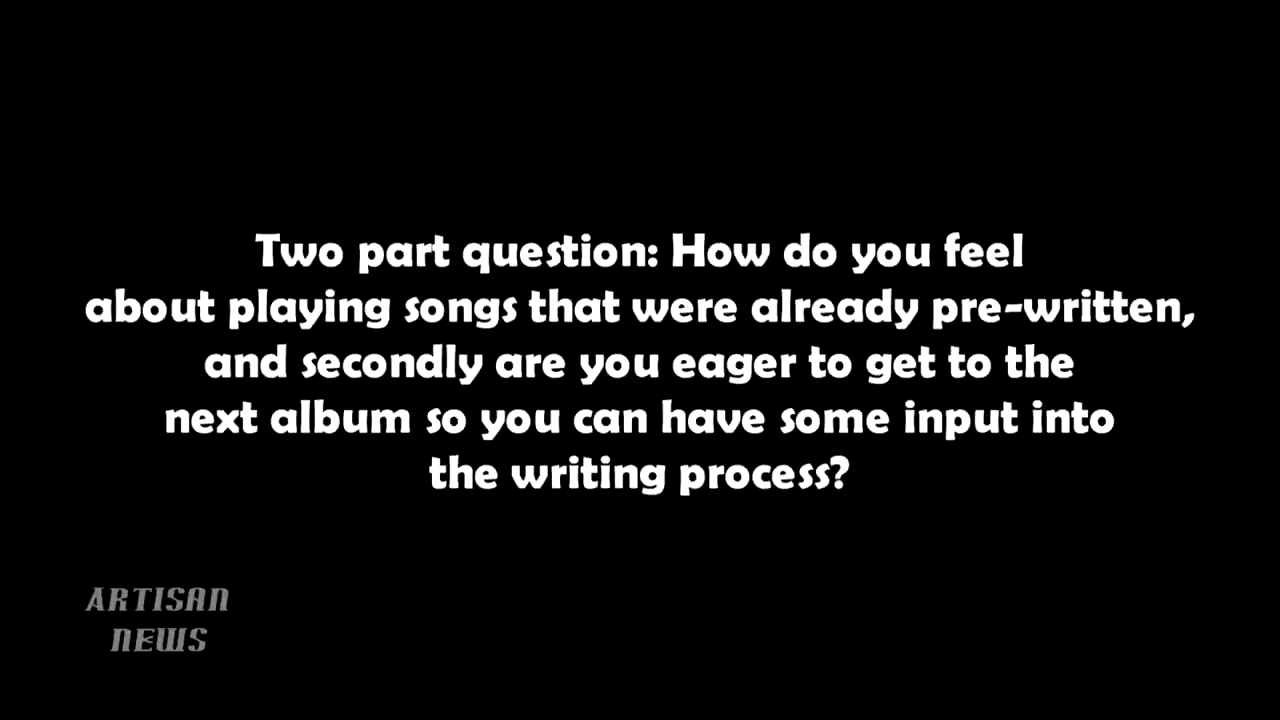 Two part question: How do you feel
about playing songs that were already pre-written,
and secondly are you eager to get to the
next album so you can have some input into
the writing process?
ARTISAN
NEWS